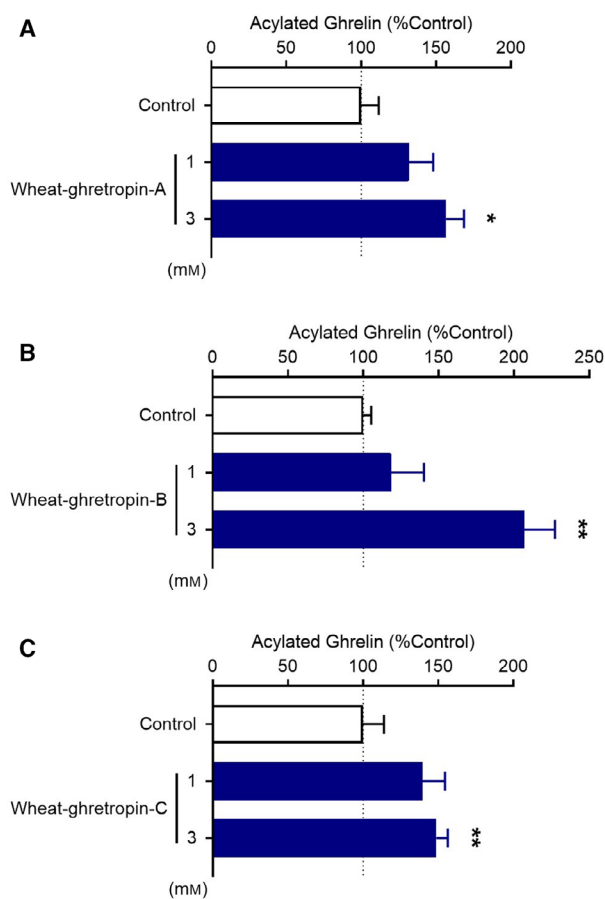 A
Acylated Ghrelin (%Control)
0 50 100 150 200
Control
1
Wheat-ghretropin-A
3 *
(mM)
B
Acylated Ghrelin (%Control)
0 50 100 150 200 250
Control
1
Wheat-ghretropin-B
3 **
(mM)
C
Acylated Ghrelin (%Control)
0 50 100 150 200
Control
1
Wheat-ghretropin-C
3 **
(mM)